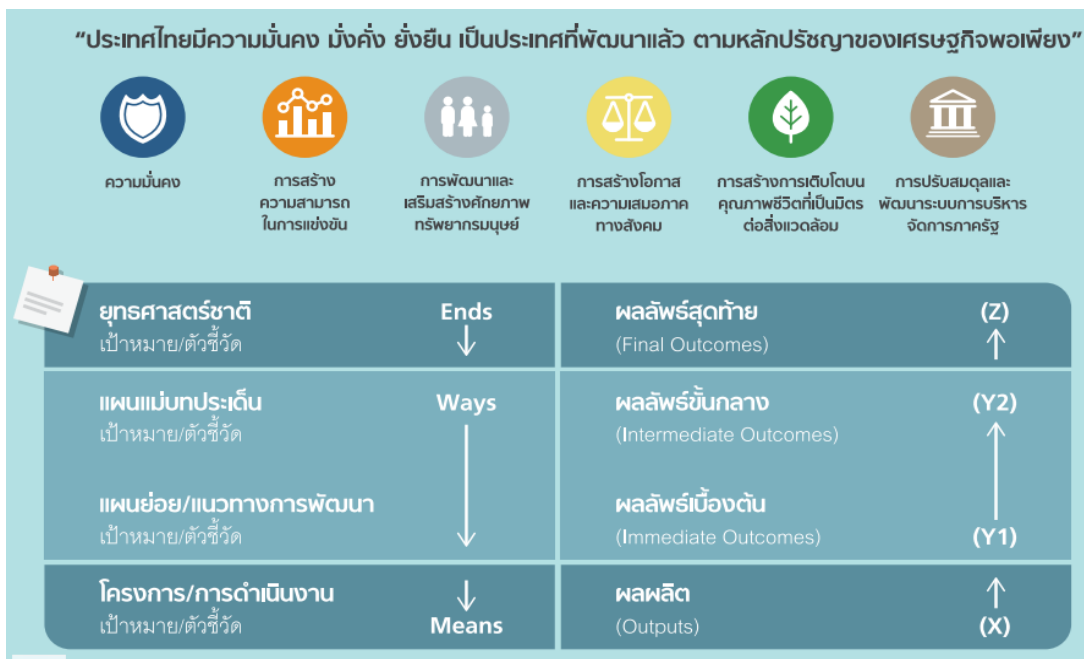 “ประเทศไทยมีความมั่นคง มั่งคั่ง ยั่งยืน เป็นประเทศที่พัฒนาแล้ว ตามหลักปรัชญาของเศรษฐกิจพอเพียง”
ความมั่นคง
การสร้าง
ความสามารถ
ในการแข่งขัน
การพัฒนาและ
เสริมสร้างศักยภาพ
ทรัพยากรมนุษย์
การสร้างโอกาส
และความเสมอภาค
ทางสังคม
การสร้างการเติบโตบน
คุณภาพชีวิตที่เป็นมิตร
ต่อสิ่งแวดล้อม
การปรับสมดุลและ
พัฒนาระบบการบริหาร
จัดการภาครัฐ
ยุทธศาสตร์ชาติ Ends ผลลัพธ์สุดท้าย (Z)
เป้าหมาย/ตัวชี้วัด (Final Outcomes)
แผนแม่บทประเด็น Ways ผลลัพธ์ขั้นกลาง (Y2)
เป้าหมาย/ตัวชี้วัด (Intermediate Outcomes)
แผนย่อย/แนวทางการพัฒนา ผลลัพธ์เบื้องต้น
เป้าหมาย/ตัวชี้วัด (Immediate Outcomes) (Y1)
โครงการ/การดำเนินงาน ผลผลิต
เป้าหมาย/ตัวชี้วัด Means (Outputs) (X)